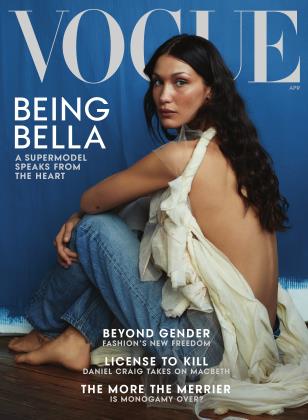 VOGUE
APR
BEING
BELLA
A SUPERMODEL
SPEAKS FROM
THE HEART
BEYOND GENDER
FASHION'S NEW FREEDOM
LICENSE TO KILL
DANIEL CRAIG TAKES ON MACBETH
THE MORE THE MERRIER
IS MONOGAMY OVER?